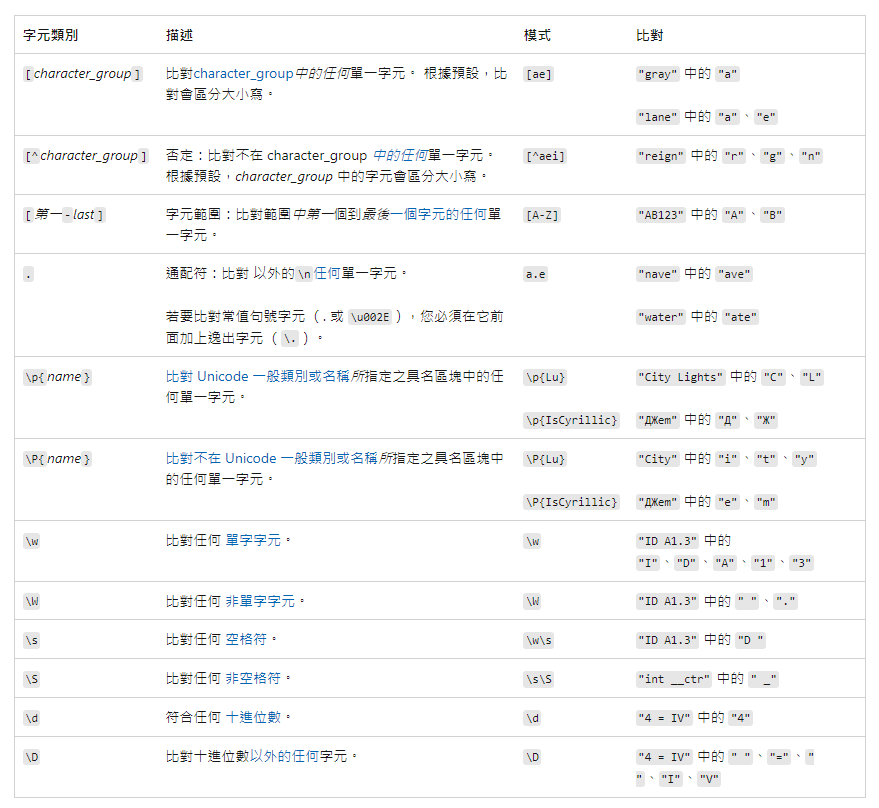 字元類別 描述 模式 比對
[character_group] 比對character_group中的任何單一字元。 根據預設，比 [ae] "gray" 中的 "a"
對會區分大小寫。
"lane" 中的 "a"、"e"
[^character_group] 否定：比對不在 character_group 中的任何單一字元。 [^aei] "reign" 中的 "r"、"g"、"n"
根據預設，character_group 中的字元會區分大小寫。
[第一-last] 字元範圍：比對範圍中第一個到最後一個字元的任何單 [A-Z] "AB123" 中的 "A"、"B"
一字元。
. 通配符：比對 以外的\n任何單一字元。 a.e "nave" 中的 "ave"
若要比對常值句號字元（. 或 \u002E），您必須在它前 "water" 中的 "ate"
面加上逸出字元（\.）。
\p{name} 比對 Unicode 一般類別或名稱所指定之具名區塊中的任 \p{Lu} "City Lights" 中的 "C"、"L"
何單一字元。
\p{IsCyrillic} "ДЖem" 中的 "Д"、"Ж"
\P{name} 比對不在 Unicode 一般類別或名稱所指定之具名區塊中 \P{Lu} "City" 中的 "i"、"t"、"y"
的任何單一字元。
\P{IsCyrillic} "ДЖem" 中的 "e"、"m"
\w 比對任何 單字字元。 \w "ID A1.3" 中的
"I"、"D"、"A"、"1"、"3"
\W 比對任何 非單字字元。 \W "ID A1.3" 中的 " "、"."
\s 比對任何 空格符。 \w\s "ID A1.3" 中的 "D "
\S 比對任何 非空格符。 \s\S "int __ctr" 中的 " _"
\d 符合任何 十進位數。 \d "4 = IV" 中的 "4"
\D 比對十進位數以外的任何字元。 \D "4 = IV" 中的 " "、"="、"
"、"I"、"V"